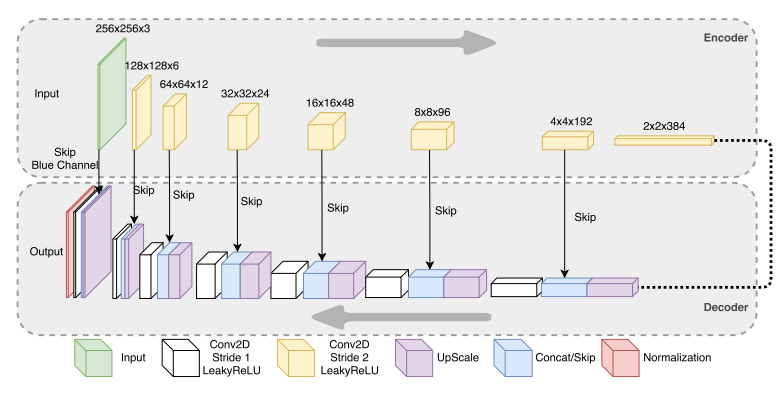 256x256x3
Encoder
128x128x6
64x64x12
32x32x24
16x16x48
8x8x96
4x4x192
2x2x384
Input
Skip
Blue Channel
Skip
Skip
Skip
Skip
Skip
Skip
Output
Decoder
Input
Conv2D
Stride 1
LeakyReLU
Conv2D
Stride 2
LeakyReLU
UpScale
Concat/Skip
Normalization